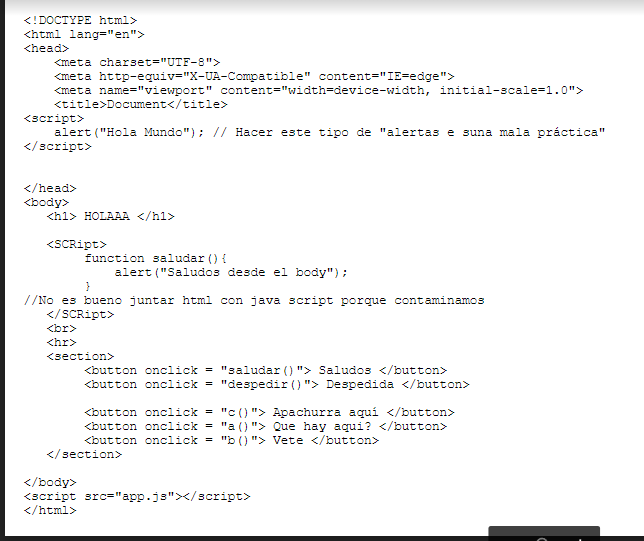 <!DOCTYPE html>
<html lang="en">
<head>
    <meta charset="UTF-8">
    <meta http-equiv="X-UA-Compatible" content="IE=edge">
    <meta name="viewport" content="width=device-width, initial-scale=1.0">
    <title>Document</title>
<script>
    alert("Hola Mundo"); // Hacer este tipo de "alertas e suna mala práctica"
</script>
</head>
<body>
   <h1> HOLAAA </h1>
   <SCRipt>
        function saludar(){
            alert("Saludos desde el body");
        }
//No es bueno juntar html con java script porque contaminamos
   </SCRipt>
   <br>
   <hr>
   <section>
        <button onclick = "saludar()"> Saludos </button>
        <button onclick = "despedir()"> Despedida </button>
        <button onclick = "c()"> Apachurra aquí </button>
        <button onclick = "a()"> Que hay aqui? </button>
        <button onclick = "b()"> Vete </button>
   </section>
</body>
<script src="app.js"></script>
</html>